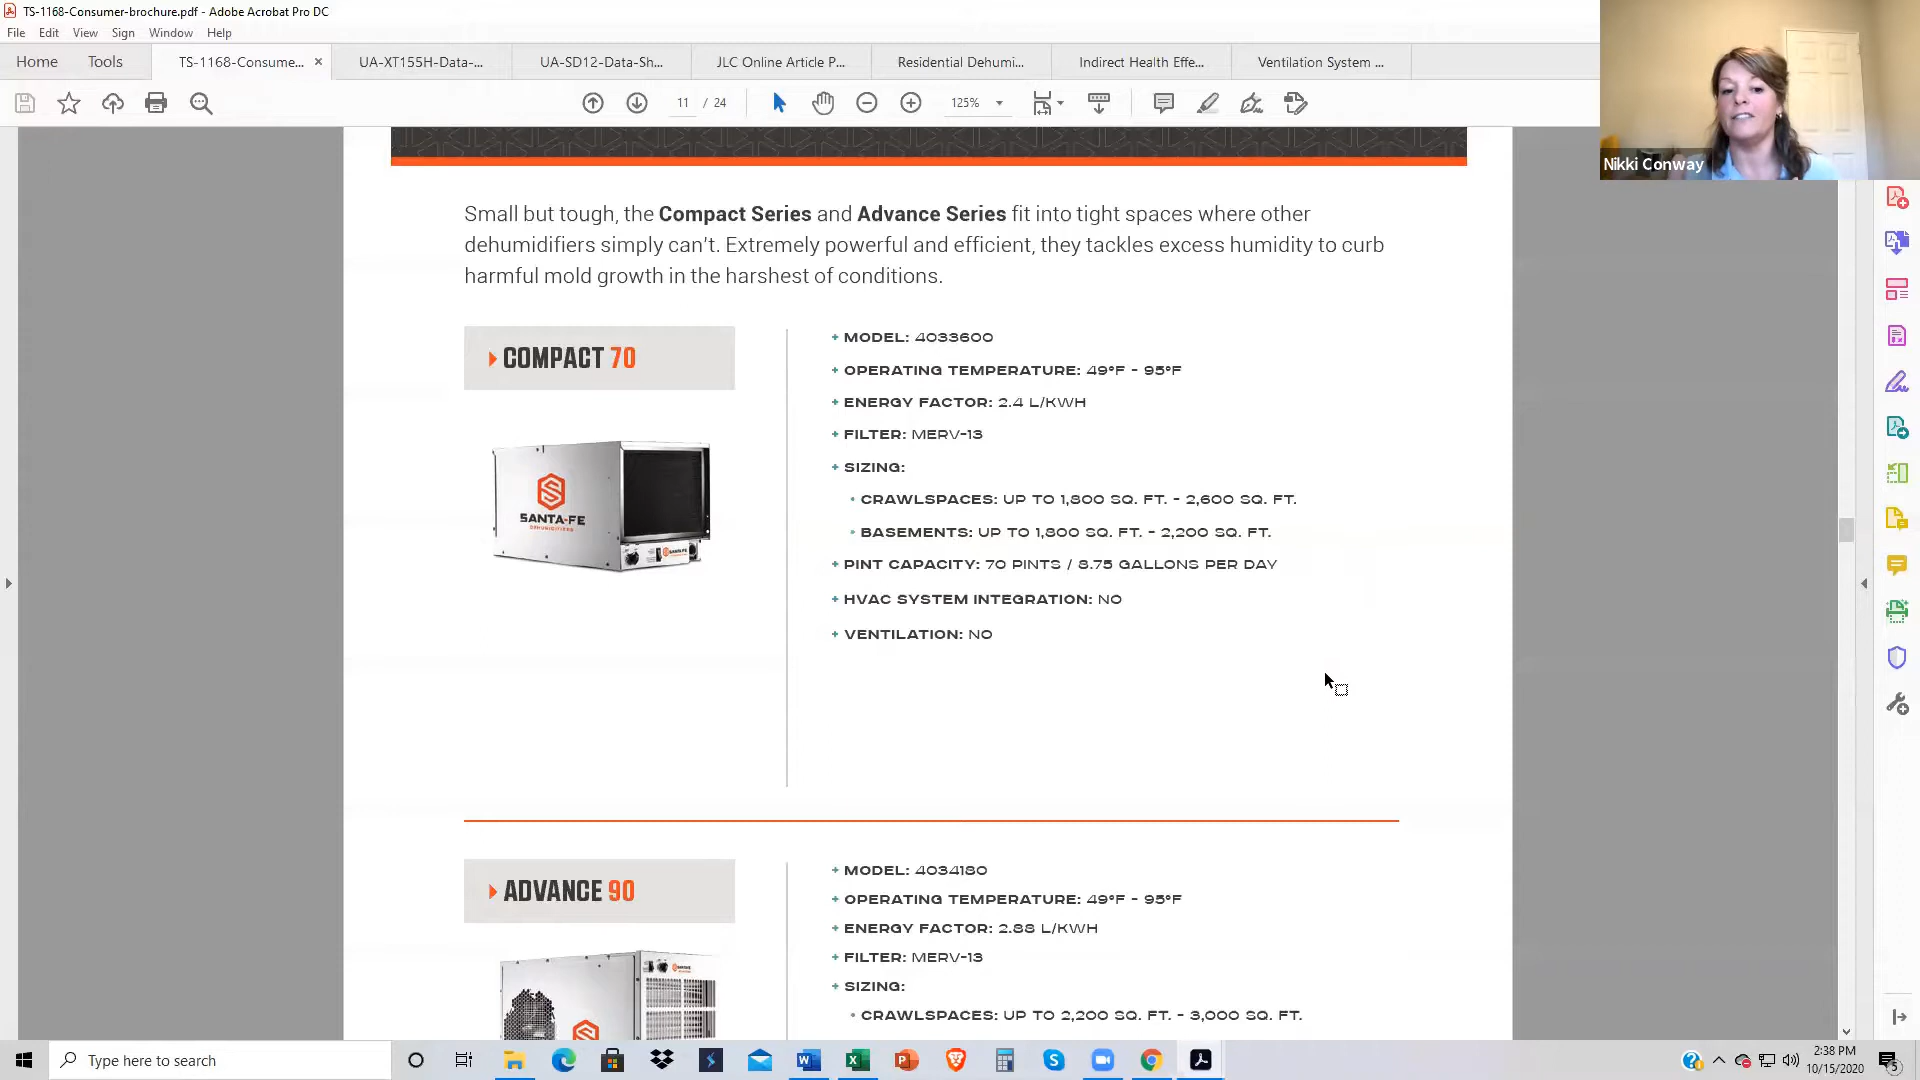 TS-1168-Consumer-brochure.pdf - Adobe Acrobat Pro DC
File Edit View Sign Window Help
Home Tools TS-1168-Consume... × UA-XT155H-Data-... UA-SD12-Data-Sh... JLC Online Article P... Residential Dehumi... Indirect Health Effe... Ventilation System ...
11 / 24 125%
Nikki Conway
Small but tough, the Compact Series and Advance Series fit into tight spaces where other
dehumidifiers simply can't. Extremely powerful and efficient, they tackles excess humidity to curb
harmful mold growth in the harshest of conditions.
COMPACT 70
SANTA-FE
DEHUMIDIFIERS
+ MODEL: 4033600
+ OPERATING TEMPERATURE: 49°F - 95°F
+ ENERGY FACTOR: 2.4 L/KWH
+ FILTER: MERV-13
+ SIZING:
• CRAWLSPACES: UP TO 1,800 SQ. FT. - 2,600 SQ. FT.
• BASEMENTS: UP TO 1,800 SQ. FT. - 2,200 SQ. FT.
+ PINT CAPACITY: 70 PINTS / 8.75 GALLONS PER DAY
+ HVAC SYSTEM INTEGRATION: NO
+ VENTILATION: NO
ADVANCE 90
+ MODEL: 4034180
+ OPERATING TEMPERATURE: 49°F - 95°F
+ ENERGY FACTOR: 2.88 L/KWH
+ FILTER: MERV-13
+ SIZING:
• CRAWLSPACES: UP TO 2,200 SQ. FT. - 3,000 SQ. FT.
Type here to search
2:38 PM
10/15/2020